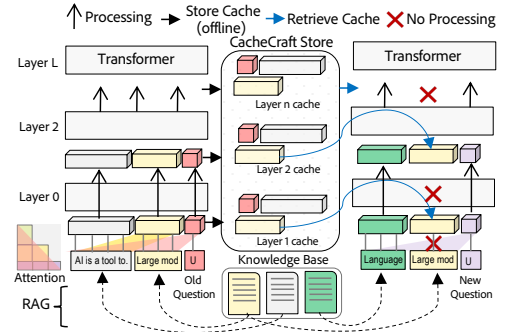 Processing
Store Cache
(offline)
Retrieve Cache
No Processing
CacheCraft Store
Layer L
Transformer
Transformer
Layer n cache
Layer 2
Layer 2 cache
Layer 0
Layer 1 cache
Attention
AI is a tool to.
Large mod
U
Old
Question
Knowledge Base
Language
Large mod
U
New
Question
RAG